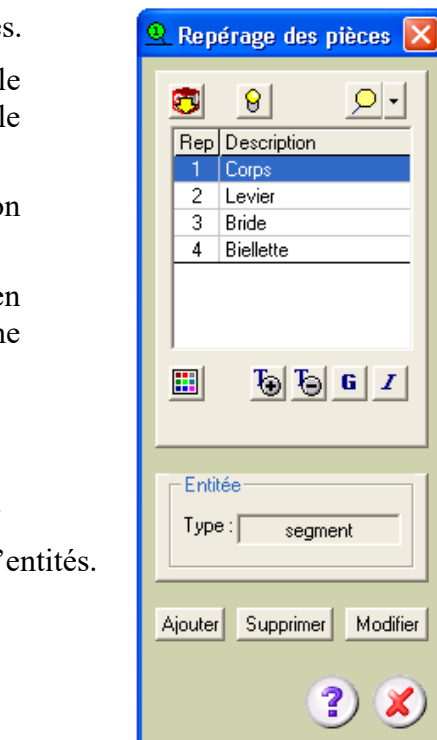 es.
le
le
on
en
ne
'entités.
Repérage des pièces
Rep Description
1 Corps
2 Levier
3 Bride
4 Biellette
T T G I
Entitée
Type : segment
Ajouter Supprimer Modifier
?